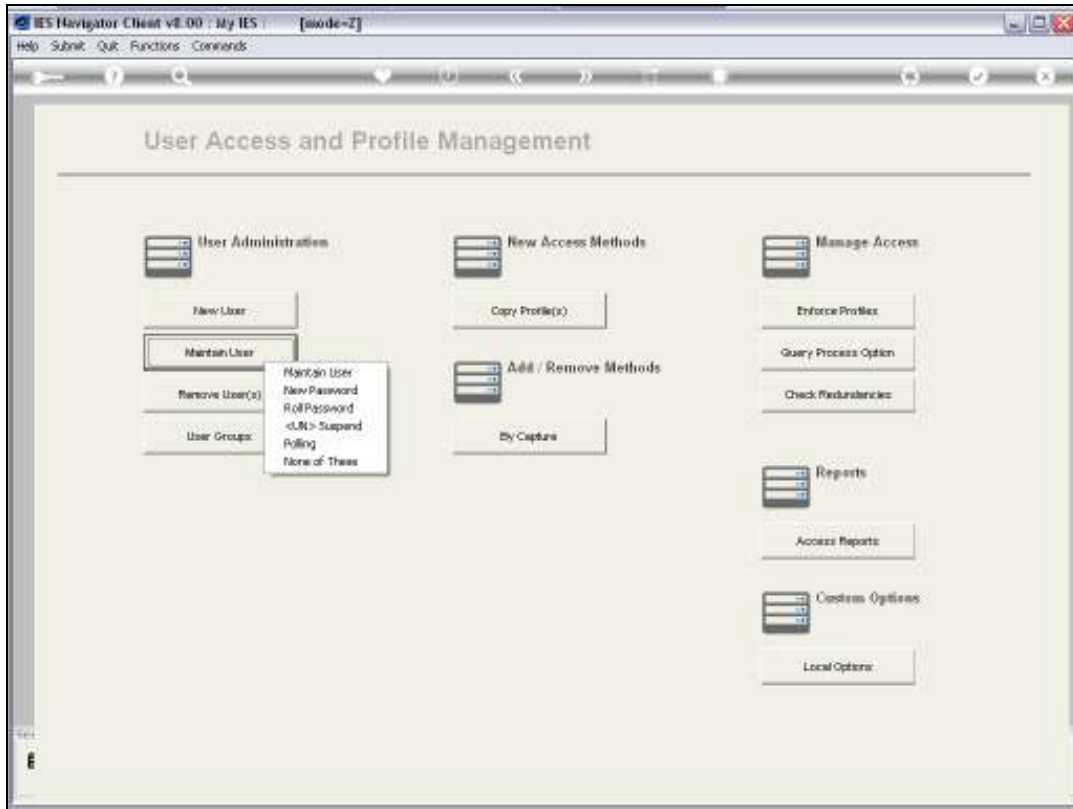 IES Navigator Client v8.00 : My IES : [mode=Z]
Help Submit Quit Functions Commands
User Access and Profile Management
User Administration
New User
Maintain User
Remove User(s)
User Groups
Maintain User
New Password
Roll Password
<UN> Suspend
Polling
None of These
New Access Methods
Copy Profile(s)
Add / Remove Methods
By Capture
Manage Access
Enforce Profiles
Query Process Option
Check Redundancies
Reports
Access Reports
Custom Options
Local Options